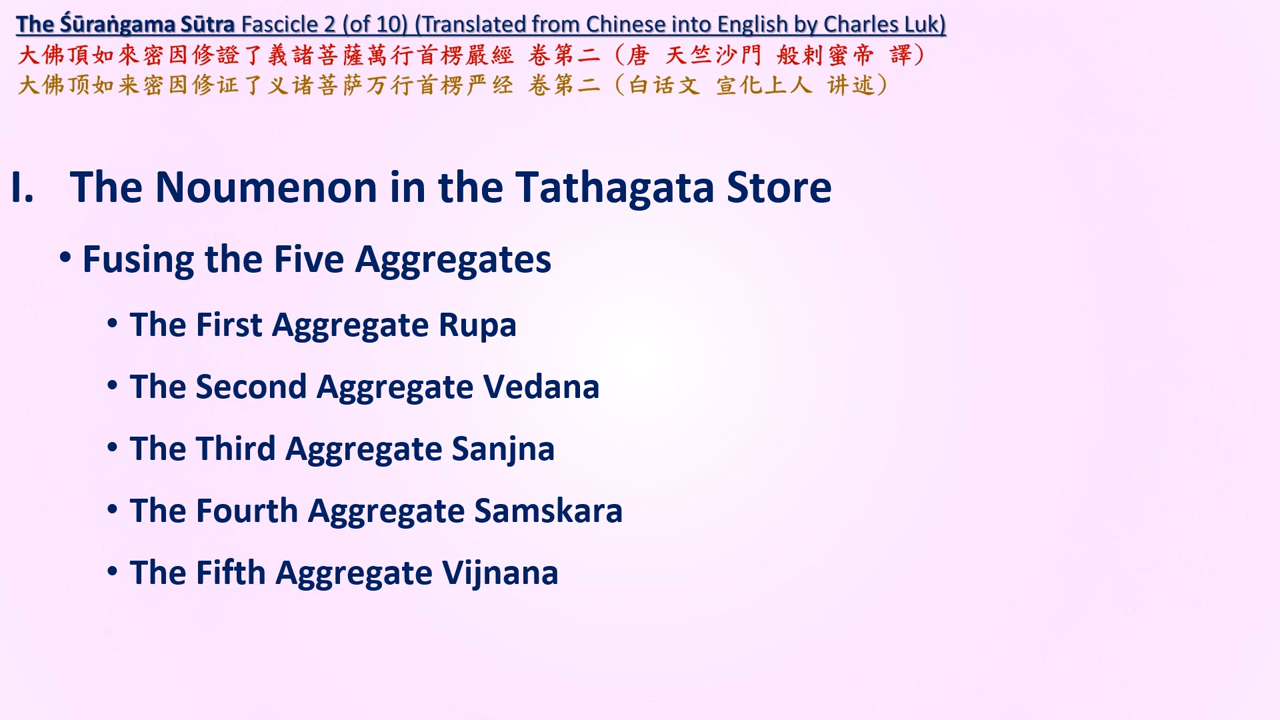 The Śūraṅgama Sūtra Fascicle 2 (of 10) (Translated from Chinese into English by Charles Luk)
大佛頂如來密因修證了義諸菩薩萬行首楞嚴經 卷第二（唐 天竺沙門 般剌蜜帝 譯）
大佛顶如来密因修证了义诸菩萨万行首楞严经 卷第二（白话文 宣化上人 讲述）
I. The Noumenon in the Tathagata Store
• Fusing the Five Aggregates
• The First Aggregate Rupa
• The Second Aggregate Vedana
• The Third Aggregate Sanjna
• The Fourth Aggregate Samskara
• The Fifth Aggregate Vijnana